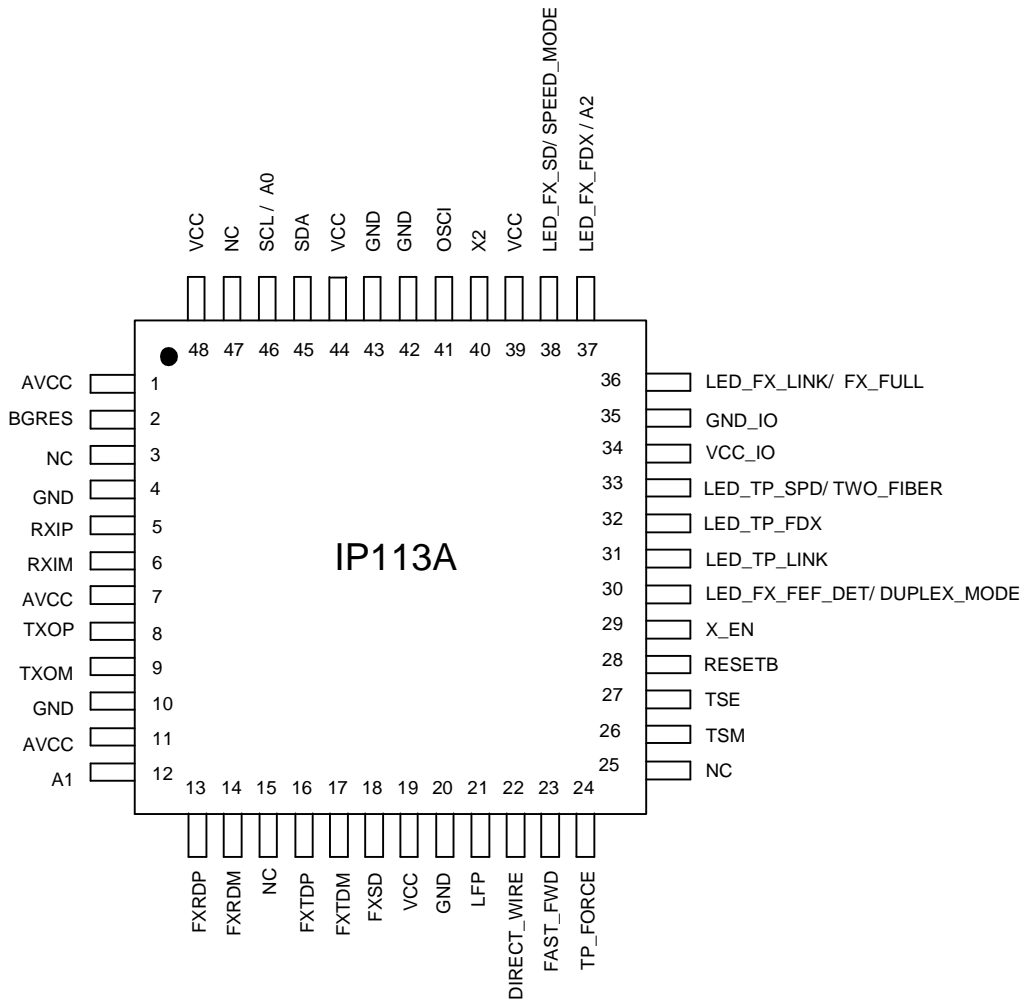 VCC
NC
SCL / A0
SDA
VCC
GND
GND
OSCI
X2
VCC
LED_FX_SD/ SPEED_MODE
LED_FX_FDX / A2
48 47 46 45 44 43 42 41 40 39 38 37
AVCC 1
BGRES 2
NC 3
GND 4
RXIP 5
RXIM 6
AVCC 7
TXOP 8
TXOM 9
GND 10
AVCC 11
A1 12
IP113A
36 LED_FX_LINK/ FX_FULL
35 GND_IO
34 VCC_IO
33 LED_TP_SPD/ TWO_FIBER
32 LED_TP_FDX
31 LED_TP_LINK
30 LED_FX_FEF_DET/ DUPLEX_MODE
29 X_EN
28 RESETB
27 TSE
26 TSM
25 NC
13 14 15 16 17 18 19 20 21 22 23 24
FXRDP
FXRDM
NC
FXTDP
FXTDM
FXSD
VCC
GND
LFP
DIRECT_WIRE
FAST_FWD
TP_FORCE